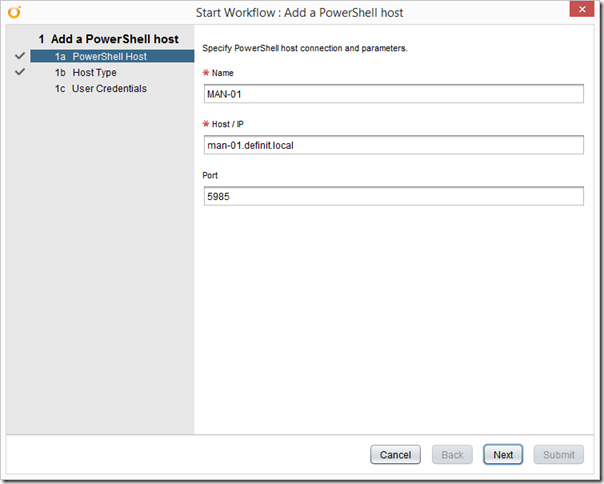 Start Workflow : Add a PowerShell host
1 Add a PowerShell host
1a PowerShell Host
1b Host Type
1c User Credentials
Specify PowerShell host connection and parameters.
* Name
MAN-01
* Host / IP
man-01.definit.local
Port
5985
Cancel Back Next Submit